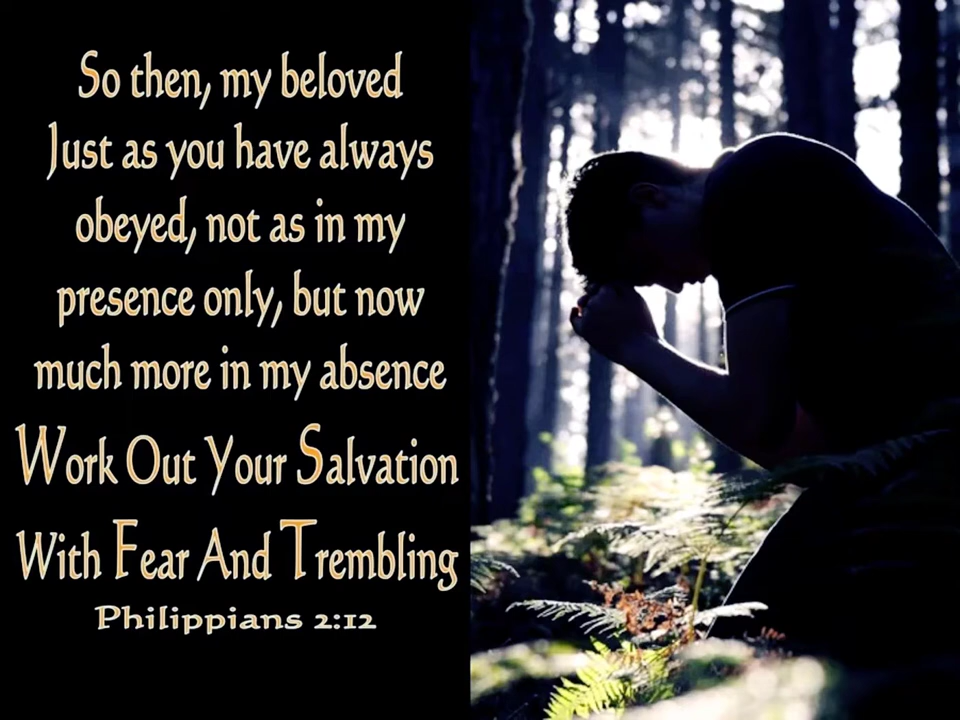 So then, my beloved
Just as you have always
obeyed, not as in my
presence only, but now
much more in my absence
Work Out Your Salvation
With Fear And Trembling
Philippians 2:12